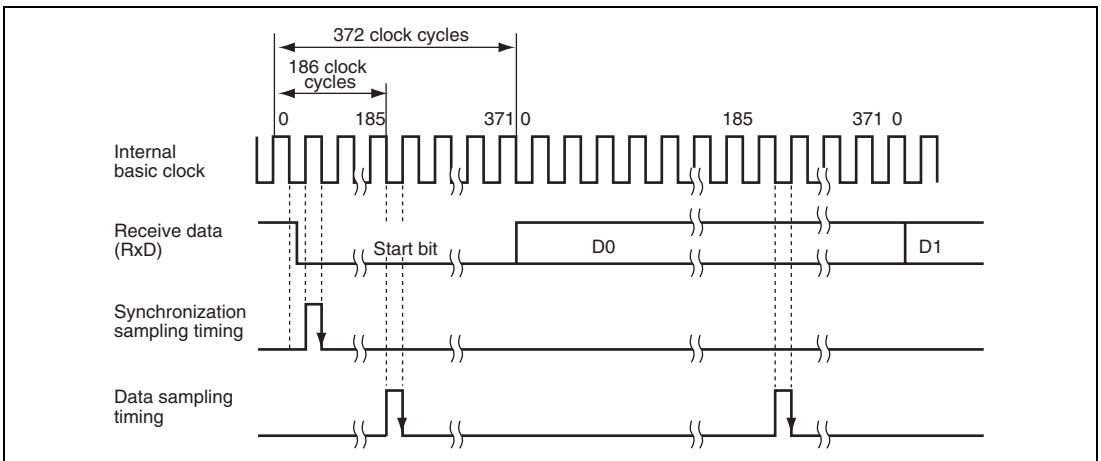 372 clock cycles
186 clock
cycles
0 185 371 0 185 371 0
Internal
basic clock
Receive data
(RxD)
Start bit D0 D1
Synchronization
sampling timing
Data sampling
timing